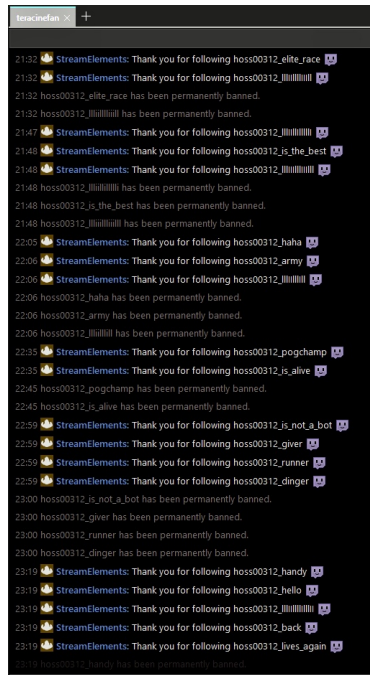 teracinefan × +
21:32 StreamElements: Thank you for following hoss00312_elite_race
21:32 StreamElements: Thank you for following
21:32 hoss00312_elite_race has been permanently banned.
21:32 has been permanently banned.
21:47 StreamElements: Thank you for following
21:48 StreamElements: Thank you for following hoss00312_is_the_best
21:48 StreamElements: Thank you for following
21:48 has been permanently banned.
21:48 hoss00312_is_the_best has been permanently banned.
21:48 has been permanently banned.
22:05 StreamElements: Thank you for following hoss00312_haha
22:06 StreamElements: Thank you for following hoss00312_army
22:06 StreamElements: Thank you for following
22:06 hoss00312_haha has been permanently banned.
22:06 hoss00312_army has been permanently banned.
22:06 has been permanently banned.
22:35 StreamElements: Thank you for following hoss00312_pogchamp
22:35 StreamElements: Thank you for following hoss00312_is_alive
22:45 hoss00312_pogchamp has been permanently banned.
22:45 hoss00312_is_alive has been permanently banned.
22:59 StreamElements: Thank you for following hoss00312_is_not_a_bot
22:59 StreamElements: Thank you for following hoss00312_giver
22:59 StreamElements: Thank you for following hoss00312_runner
22:59 StreamElements: Thank you for following hoss00312_dinger
23:00 hoss00312_is_not_a_bot has been permanently banned.
23:00 hoss00312_giver has been permanently banned.
23:00 hoss00312_runner has been permanently banned.
23:00 hoss00312_dinger has been permanently banned.
23:19 StreamElements: Thank you for following hoss00312_handy
23:19 StreamElements: Thank you for following hoss00312_hello
23:19 StreamElements: Thank you for following
23:19 StreamElements: Thank you for following hoss00312_back
23:19 StreamElements: Thank you for following hoss00312_lives_again
23:19 hoss00312_handy has been permanently banned.